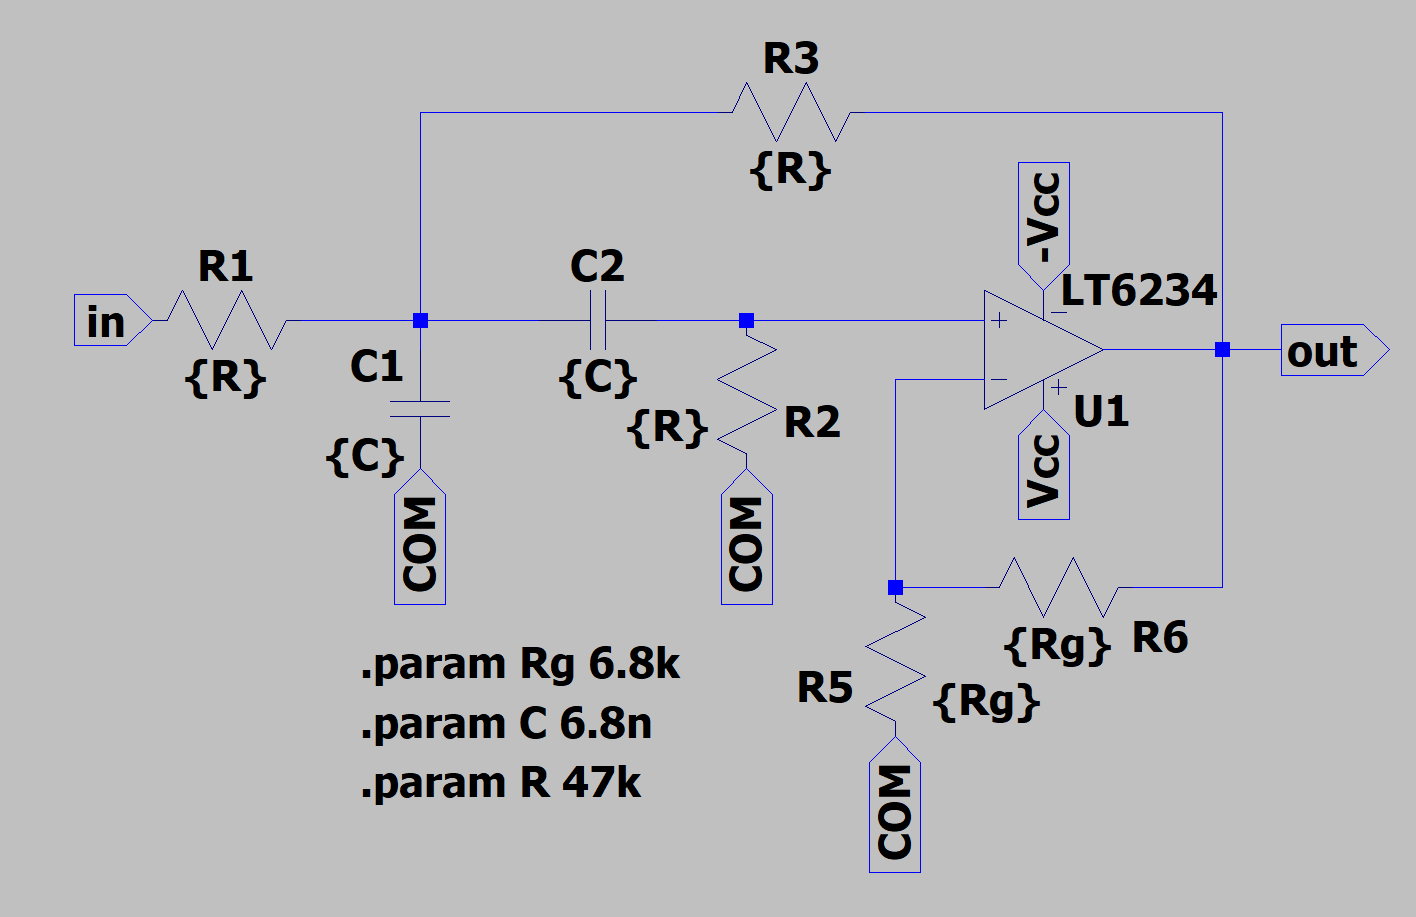 R3
{R}
-Vcc
LT6234
R1
C2
in
out
{R}
C1
{C}
{R}
R2
U1
{C}
Vcc
COM
COM
.param Rg 6.8k
.param C 6.8n
.param R 47k
{Rg}
R6
R5
{Rg}
COM